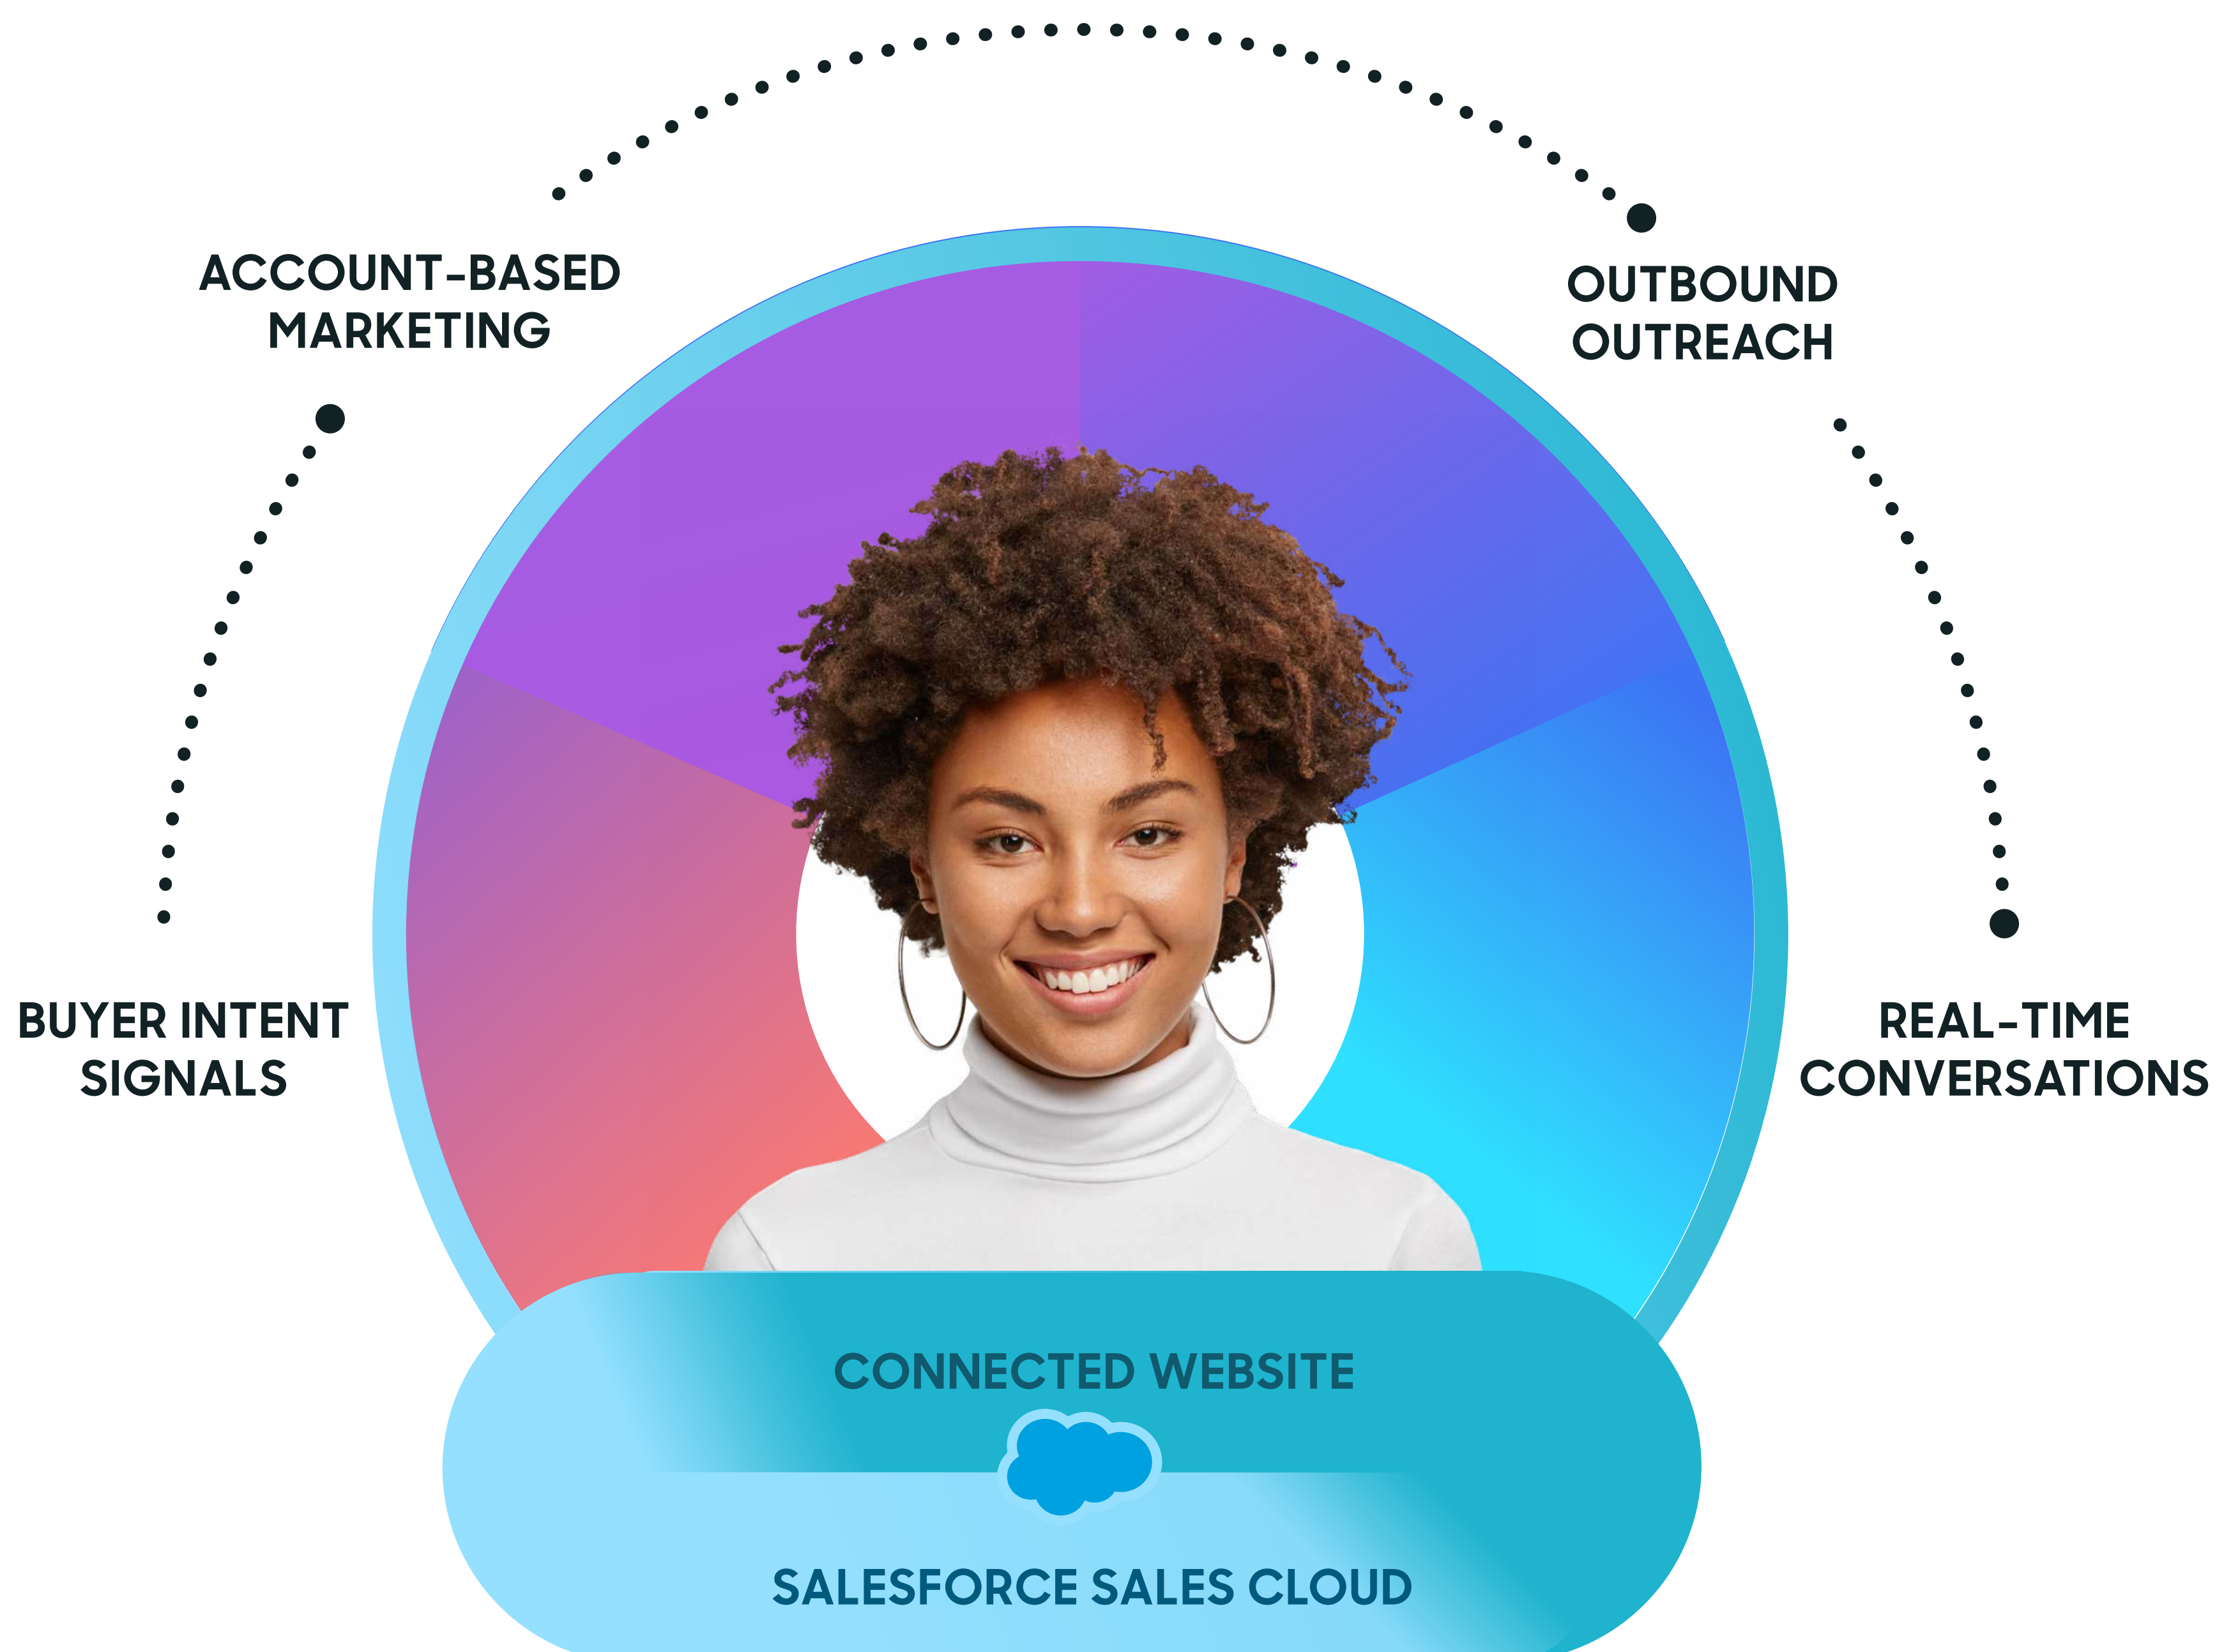 ACCOUNT-BASED
MARKETING
OUTBOUND
OUTREACH
BUYER INTENT
SIGNALS
REAL-TIME
CONVERSATIONS
CONNECTED WEBSITE
SALESFORCE SALES CLOUD